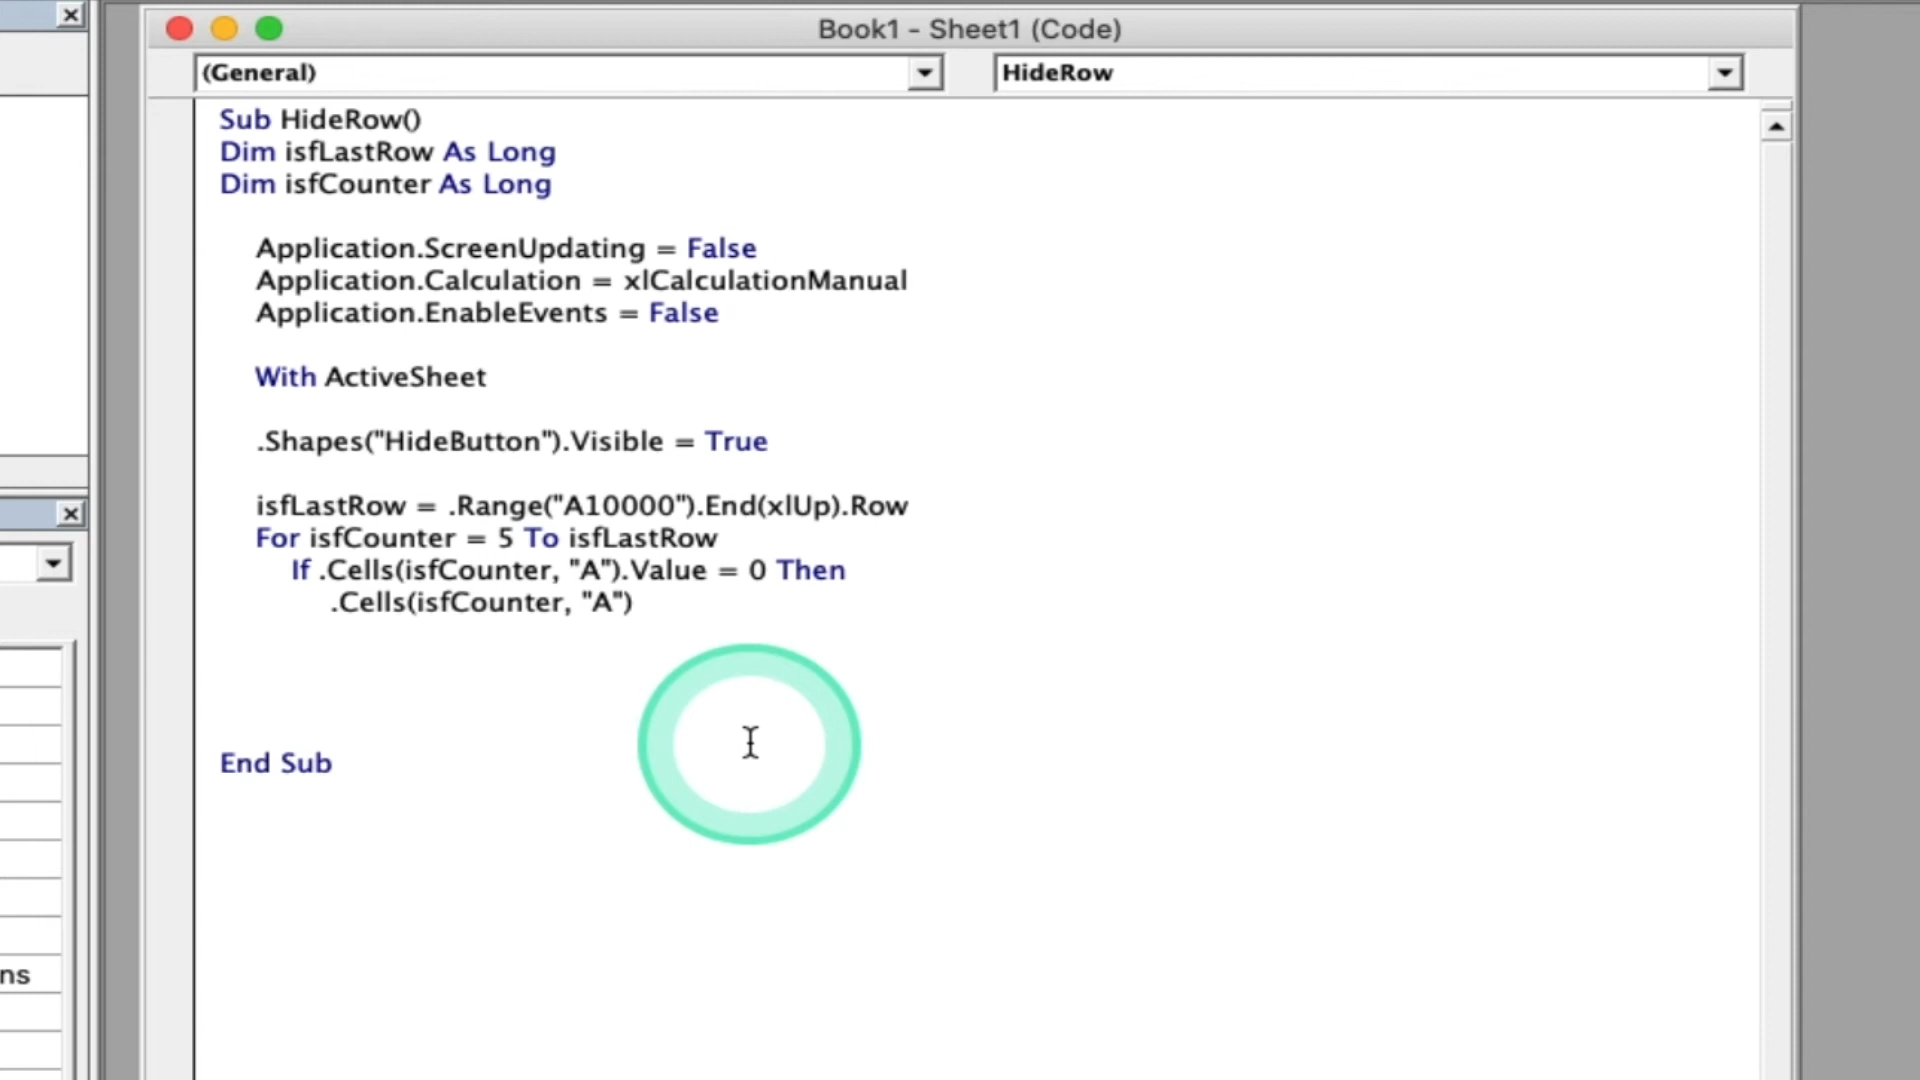 Book1 - Sheet1 (Code)
(General)
HideRow
Sub HideRow()
Dim isfLastRow As Long
Dim isfCounter As Long
Application.ScreenUpdating = False
Application.Calculation = xlCalculationManual
Application.EnableEvents = False
With ActiveSheet
.Shapes("HideButton").Visible = True
isfLastRow = .Range("A10000").End(xlUp).Row
For isfCounter = 5 To isfLastRow
If .Cells(isfCounter, "A").Value = 0 Then
.Cells(isfCounter, "A")
End Sub
ns